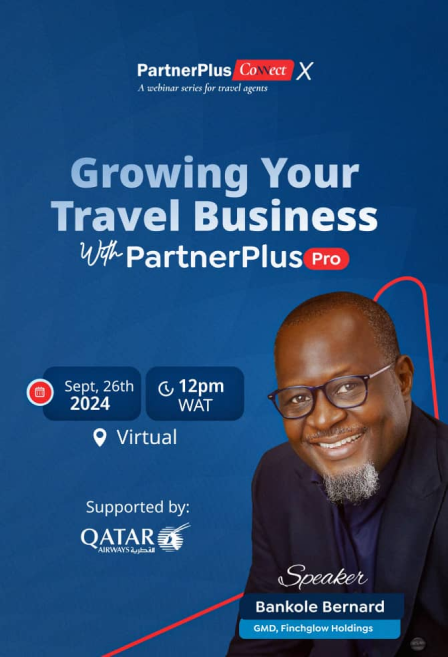 PartnerPlus Connect X
A webinar series for travel agents
Growing Your
Travel Business
With PartnerPlus Pro
Sept, 26th
2024
12pm
WAT
Virtual
Supported by:
QATAR
AIRWAYS القطرية
Speaker
Bankole Bernard
GMD, Finchglow Holdings